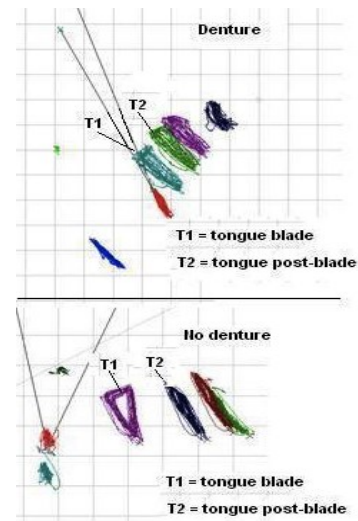 Denture
T2
T1
T1 = tongue blade
T2 = tongue post-blade
No denture
T1 T2
T1 = tongue blade
T2 = tongue post-blade